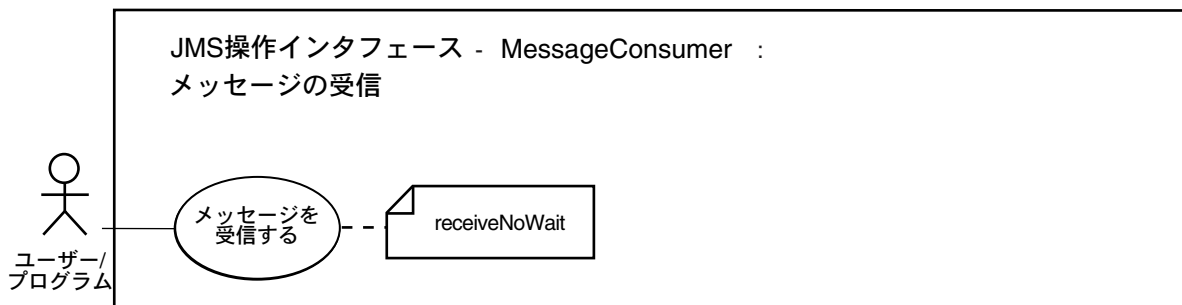 JMS操作インタフェース - MessageConsumer :
メッセージの受信
メッセージを
受信する
receiveNoWait
ユーザー/
プログラム